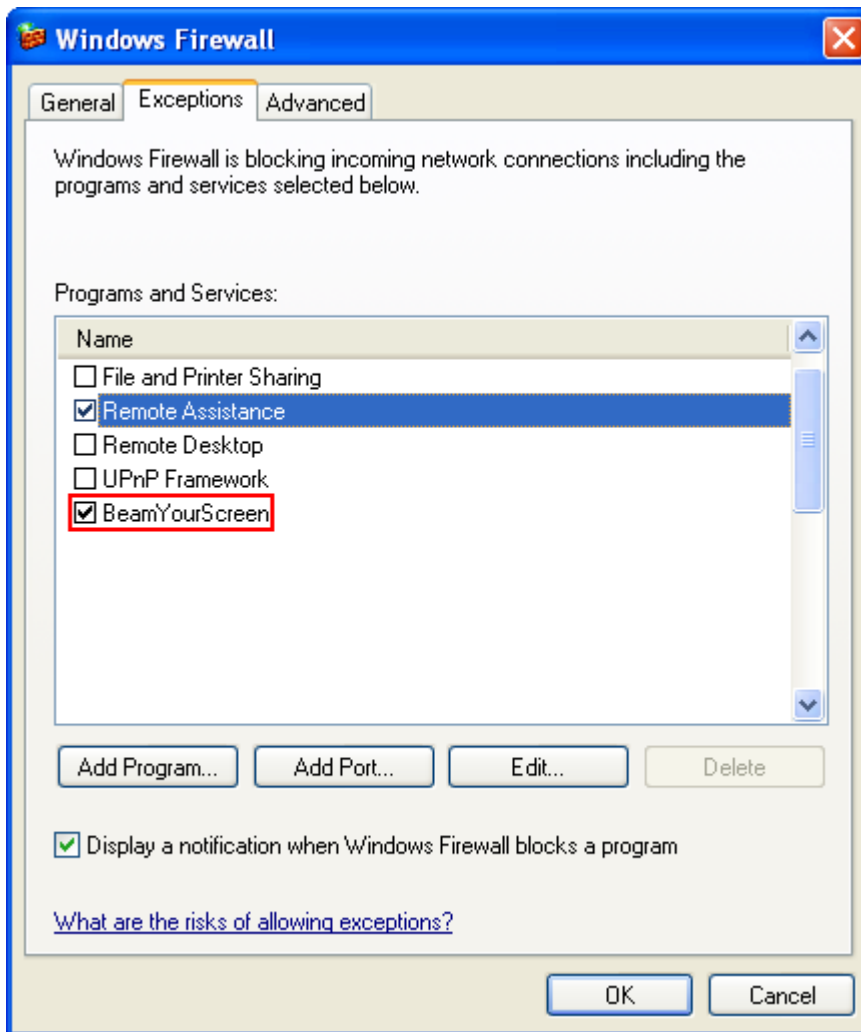 Windows Firewall
General
Exceptions
Advanced
Windows Firewall is blocking incoming network connections including the
programs and services selected below.
Programs and Services:
Name
File and Printer Sharing
Remote Assistance
Remote Desktop
UPnP Framework
BeamYourScreen
Add Program...
Add Port...
Edit...
Delete
Display a notification when Windows Firewall blocks a program
What are the risks of allowing exceptions?
OK
Cancel